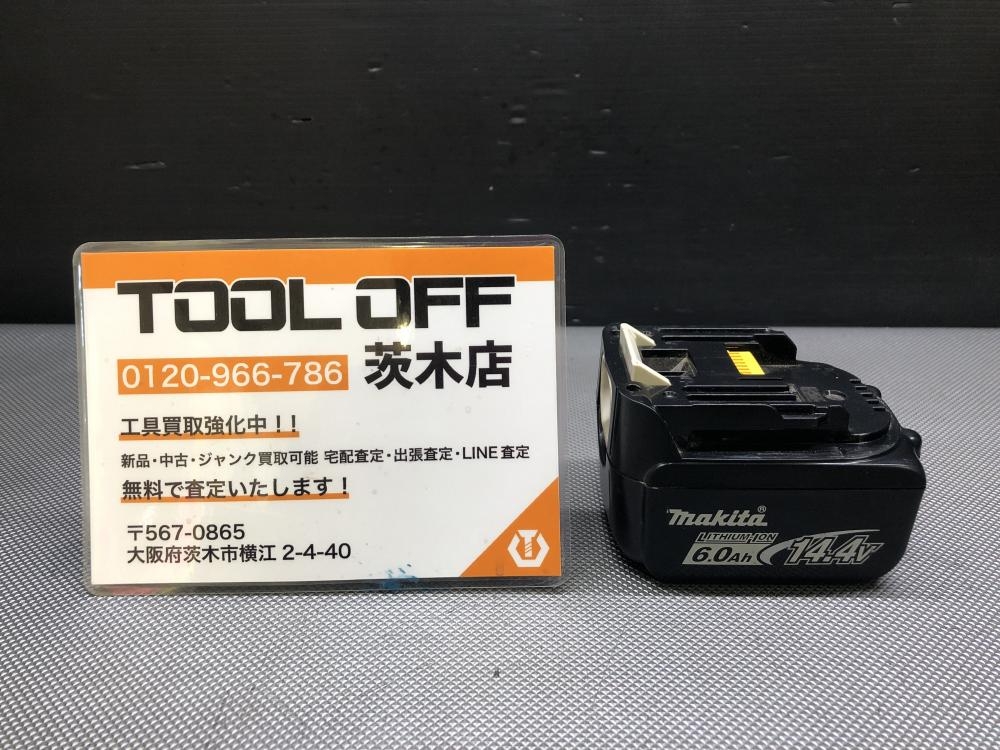 TOOL OFF
0120-966-786 茨木店
工具買取強化中！！
新品・中古・ジャンク買取可能 宅配査定・出張査定・LINE査定
無料で査定いたします！
〒567-0865
大阪府茨木市横江 2-4-40
makita®
LITHIUM-ION
6.0Ah 14.4V